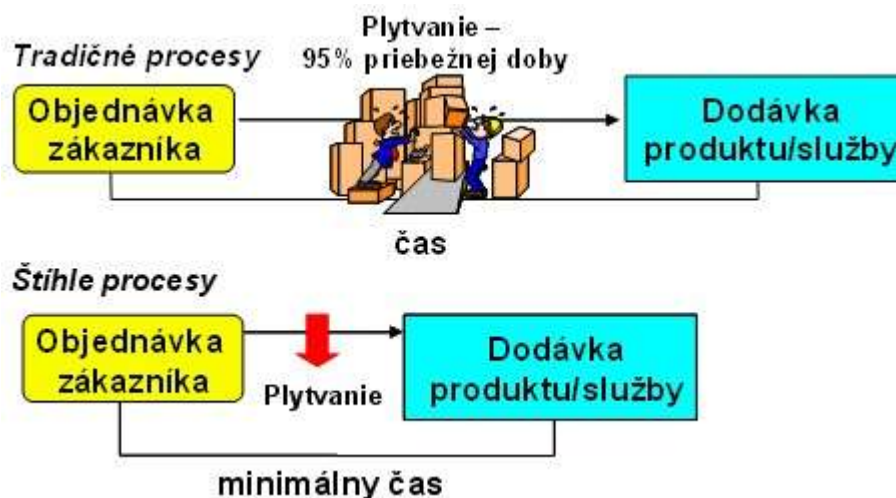 Tradičné procesy
Plytvanie –
95% priebežnej doby
Objednávka
zákazníka
Dodávka
produktu/služby
čas
Štíhle procesy
Objednávka
zákazníka
Plytvanie
Dodávka
produktu/služby
minimálny čas